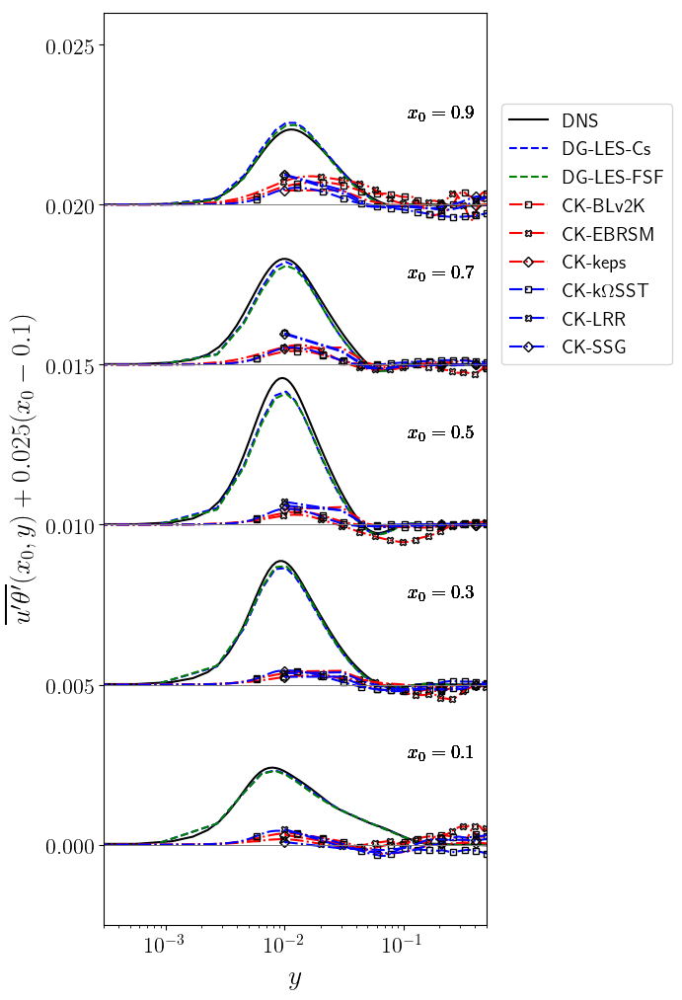 0.025
0.020
0.015
0.010
0.005
0.000
$\overline{u'\theta'}(x_0, y) + 0.025(x_0 - 0.1)$
$x_0 = 0.9$
$x_0 = 0.7$
$x_0 = 0.5$
$x_0 = 0.3$
$x_0 = 0.1$
$10^{-3}$ $10^{-2}$ $10^{-1}$
$y$
DNS
DG-LES-Cs
DG-LES-FSF
CK-BLv2K
CK-EBRSM
CK-keps
CK-kΩSST
CK-LRR
CK-SSG